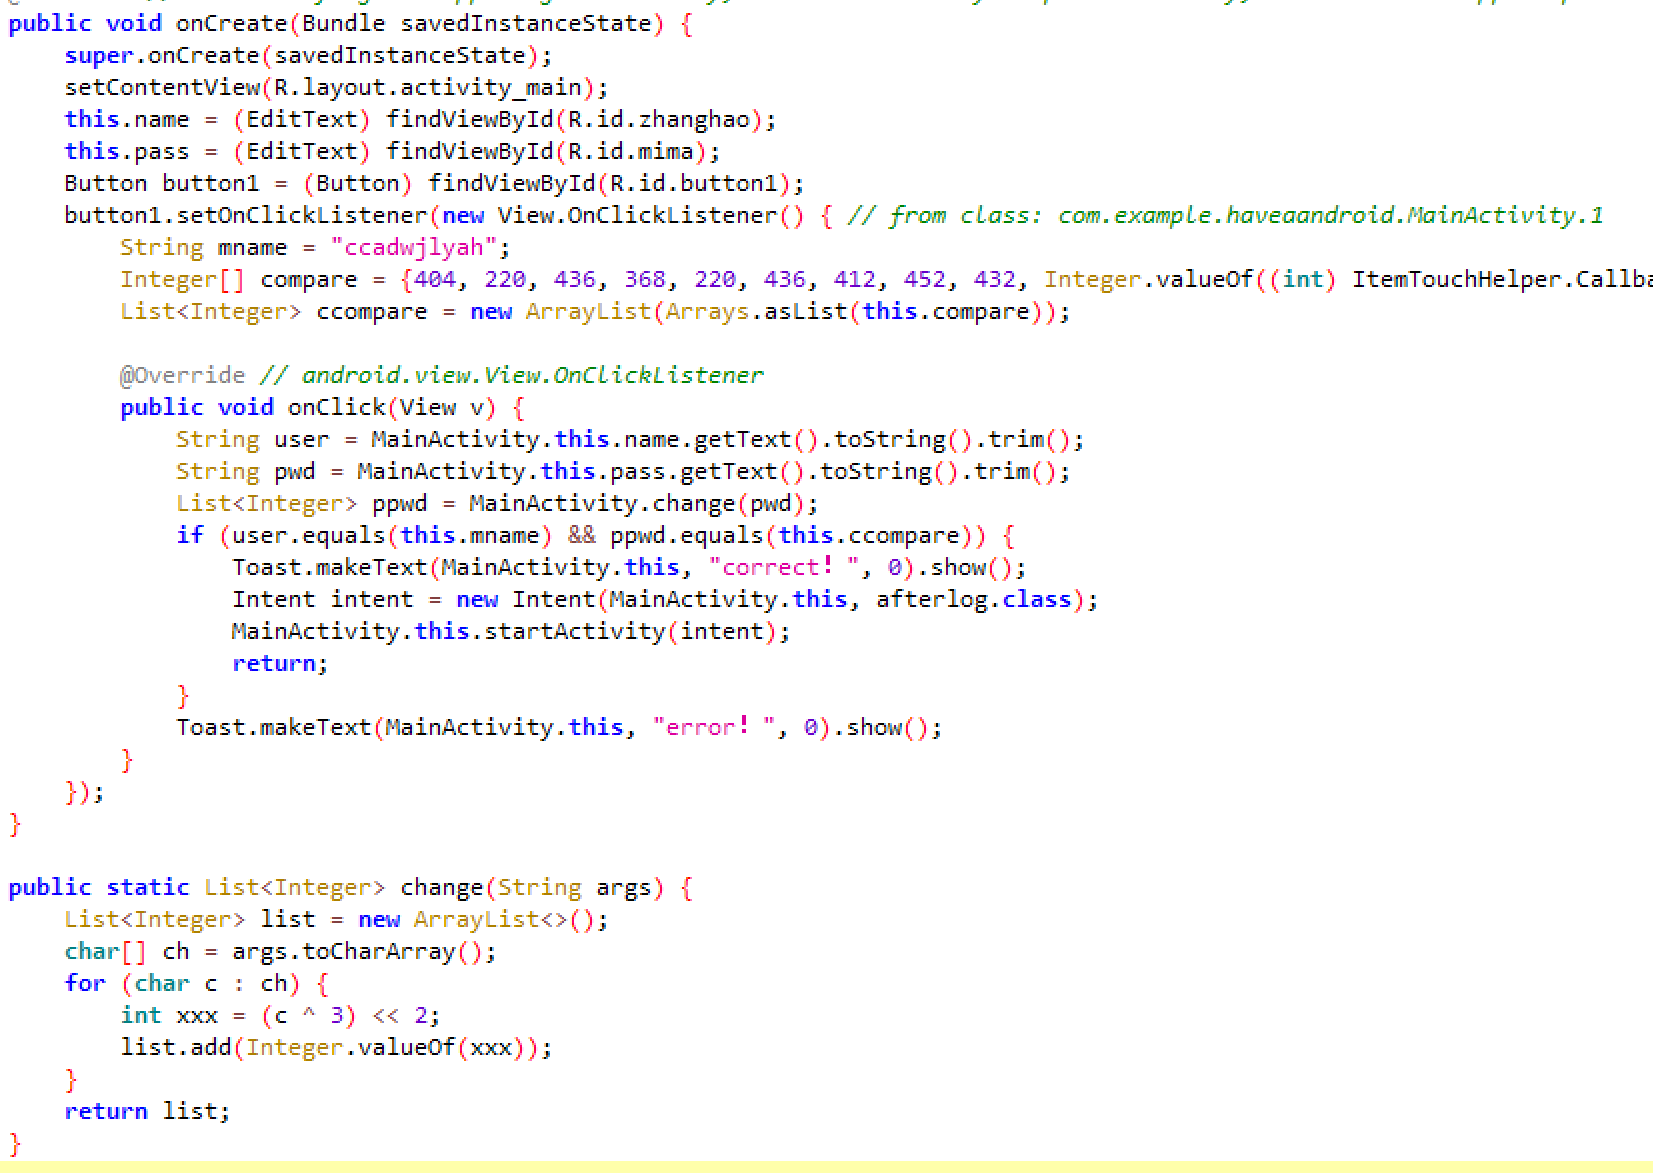 public void onCreate(Bundle savedInstanceState) {
super.onCreate(savedInstanceState);
setContentView(R.layout.activity_main);
this.name = (EditText) findViewById(R.id.zhanghao);
this.pass = (EditText) findViewById(R.id.mima);
Button button1 = (Button) findViewById(R.id.button1);
button1.setOnClickListener(new View.OnClickListener() { // from class: com.example.haveaandroid.MainActivity.1
String mname = "ccadwjlyah";
Integer[] compare = {404, 220, 436, 368, 220, 436, 412, 452, 432, Integer.valueOf((int) ItemTouchHelper.Callba
List<Integer> ccompare = new ArrayList(Arrays.asList(this.compare));
@Override // android.view.View.OnClickListener
public void onClick(View v) {
String user = MainActivity.this.name.getText().toString().trim();
String pwd = MainActivity.this.pass.getText().toString().trim();
List<Integer> ppwd = MainActivity.change(pwd);
if (user.equals(this.mname) && ppwd.equals(this.ccompare)) {
Toast.makeText(MainActivity.this, "correct! ", 0).show();
Intent intent = new Intent(MainActivity.this, afterlog.class);
MainActivity.this.startActivity(intent);
return;
}
Toast.makeText(MainActivity.this, "error! ", 0).show();
}
});
}
public static List<Integer> change(String args) {
List<Integer> list = new ArrayList<>();
char[] ch = args.toCharArray();
for (char c : ch) {
int xxx = (c ^ 3) << 2;
list.add(Integer.valueOf(xxx));
}
return list;
}